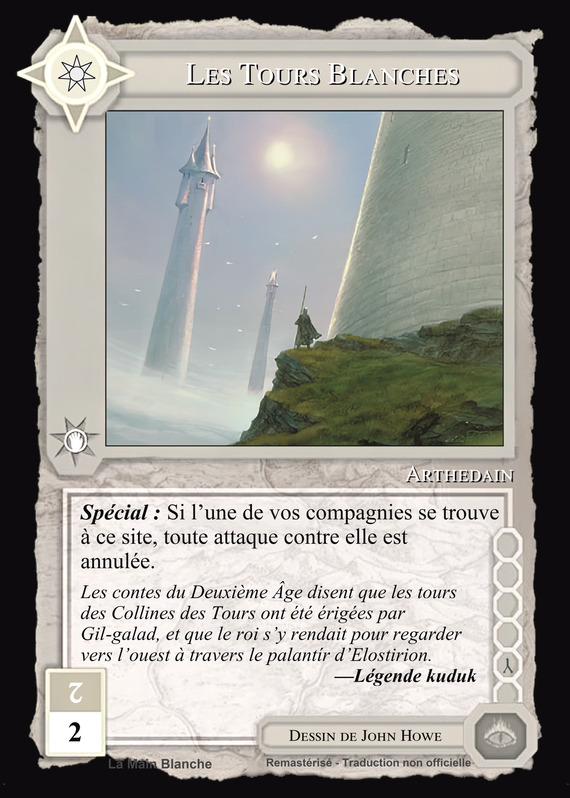 Les Tours Blanches
Arthedain
Spécial : Si l'une de vos compagnies se trouve
à ce site, toute attaque contre elle est
annulée.
Les contes du Deuxième Âge disent que les tours
des Collines des Tours ont été érigées par
Gil-galad, et que le roi s'y rendait pour regarder
vers l'ouest à travers le palantír d'Elostirion.
—Légende kuduk
2
2
Dessin de John Howe
La Main Blanche
Remastérisé - Traduction non officielle